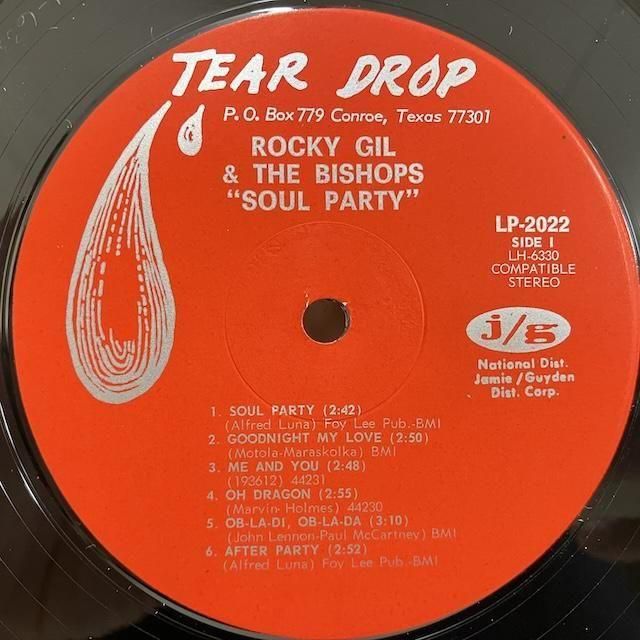 TEAR DROP
P. O. Box 779 Conroe, Texas 77301
ROCKY GIL
& THE BISHOPS
"SOUL PARTY"
LP-2022
SIDE I
LH-6330
COMPATIBLE
STEREO
j/g
National Dist.
Jamie/Guyden
Dist. Corp.
1. SOUL PARTY (2:42)
(Alfred Luna) Foy Lee Pub.-BMI
2. GOODNIGHT MY LOVE (2:50)
(Motola-Maraskolka) BMI
3. ME AND YOU (2:48)
(193612) 44231
4. OH DRAGON (2:55)
(Marvin Holmes) 44230
5. OB-LA-DI, OB-LA-DA (3:10)
(John Lennon-Paul McCartney) BMI
6. AFTER PARTY (2:52)
(Alfred Luna) Foy Lee Pub.-BMI